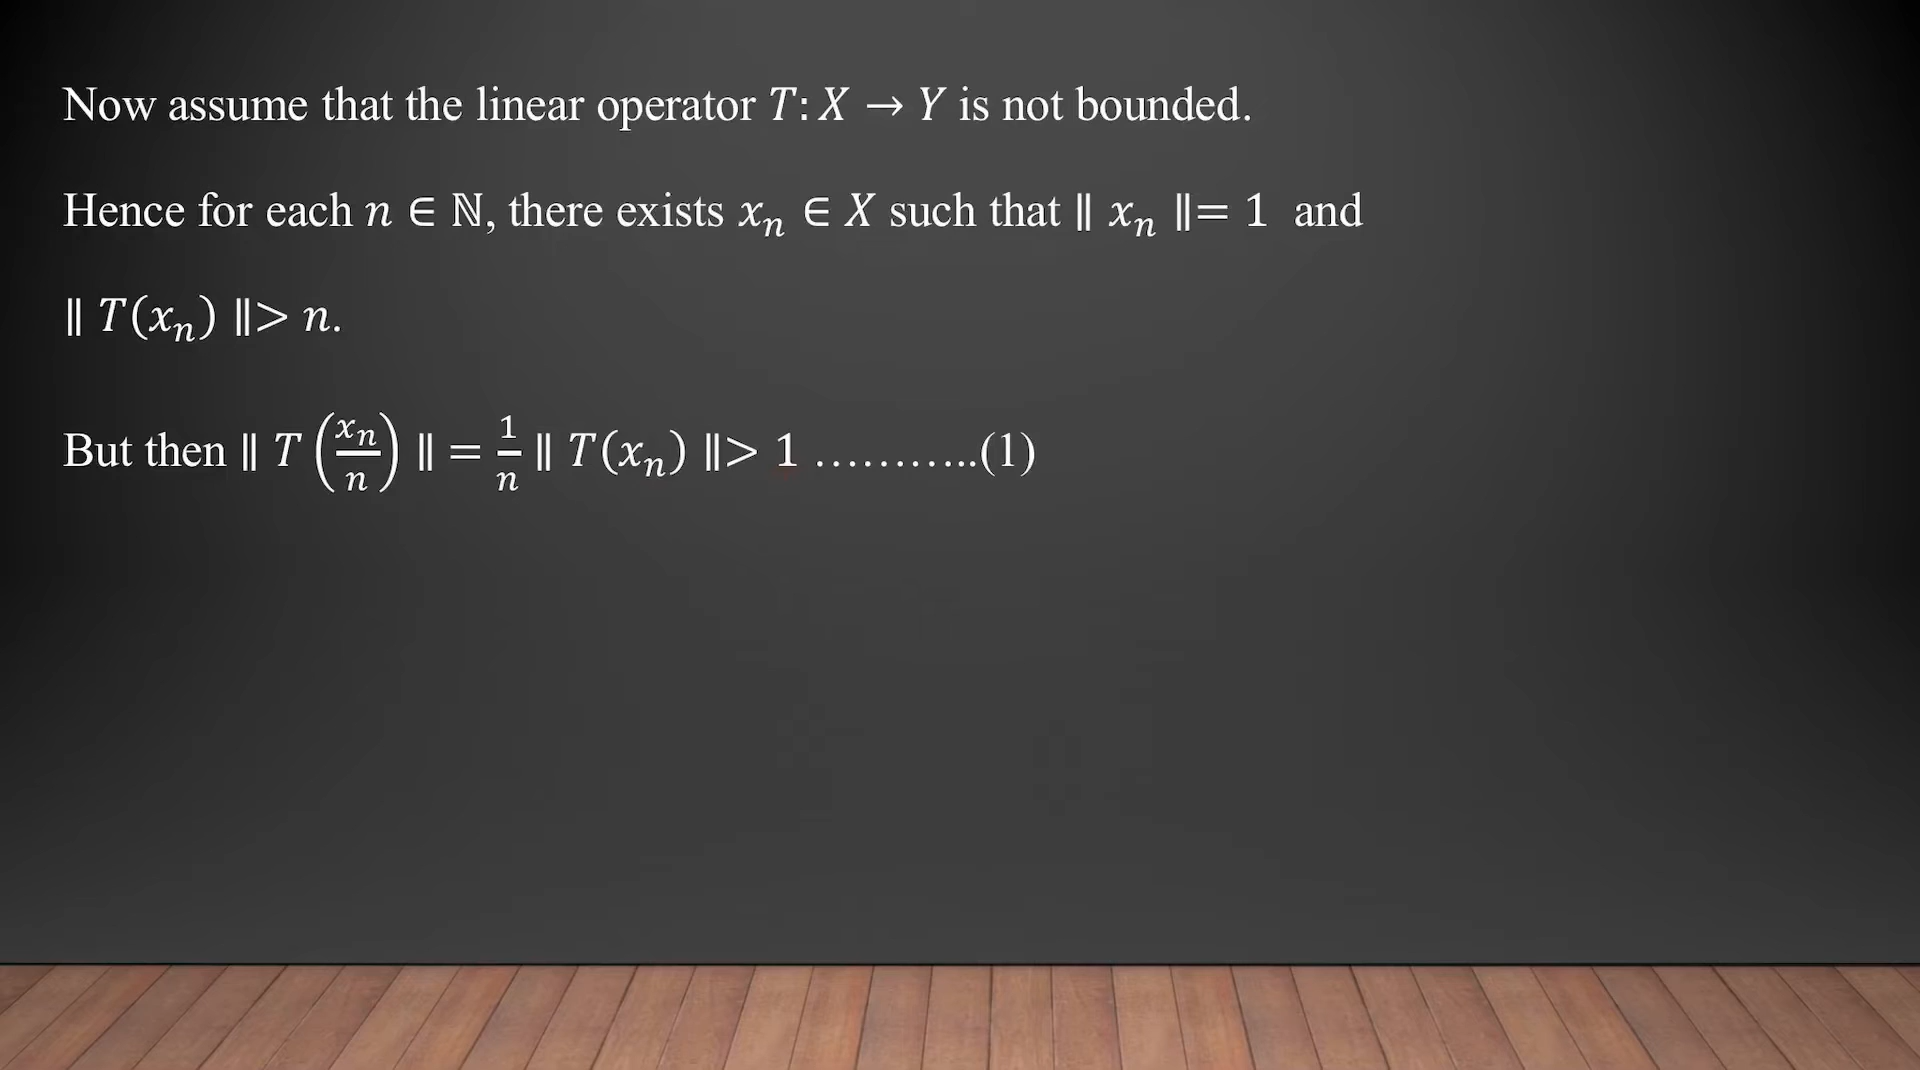 Now assume that the linear operator 𝑇: 𝑋 → 𝑌 is not bounded.
Hence for each 𝑛 ∈ ℕ, there exists 𝑥ₙ ∈ 𝑋 such that ‖ 𝑥ₙ ‖= 1 and
‖ 𝑇(𝑥ₙ) ‖> 𝑛.
But then ‖ 𝑇 (𝑥ₙ/𝑛) ‖ = 1/𝑛 ‖ 𝑇(𝑥ₙ) ‖> 1 ………..(1)